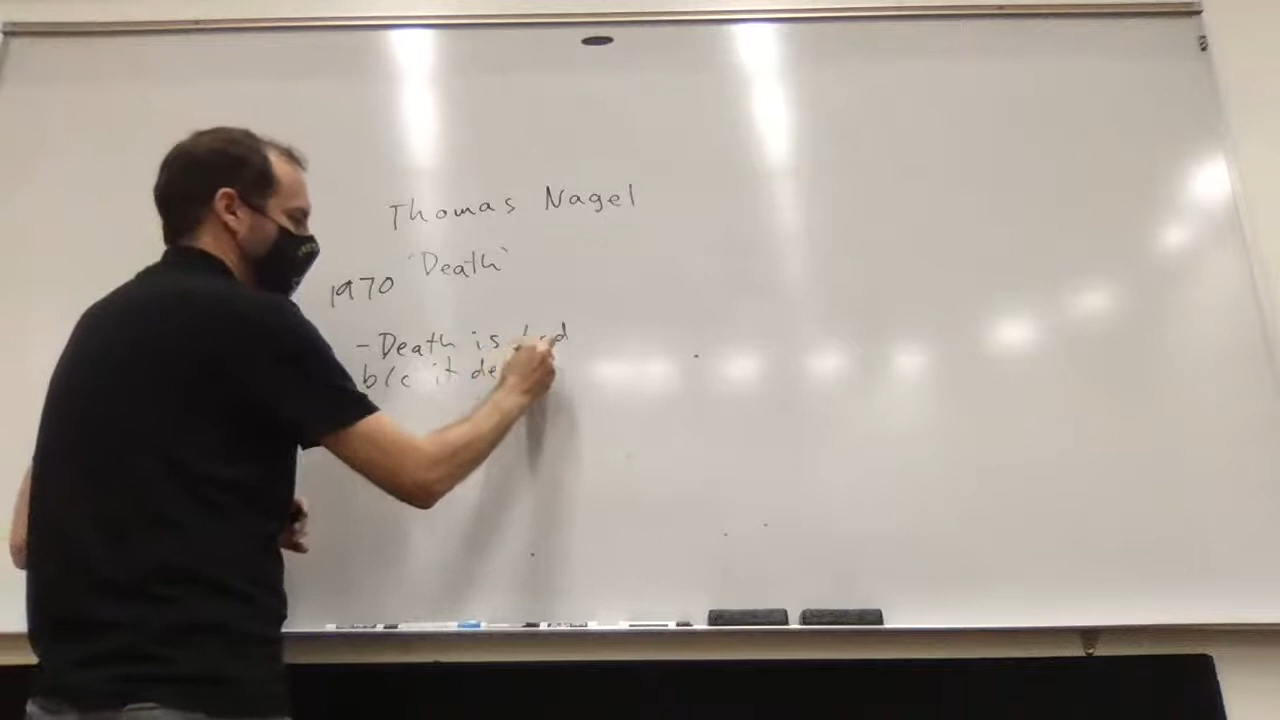 Thomas Nagel
"Death"
1970
- Death is bad
b/c it de